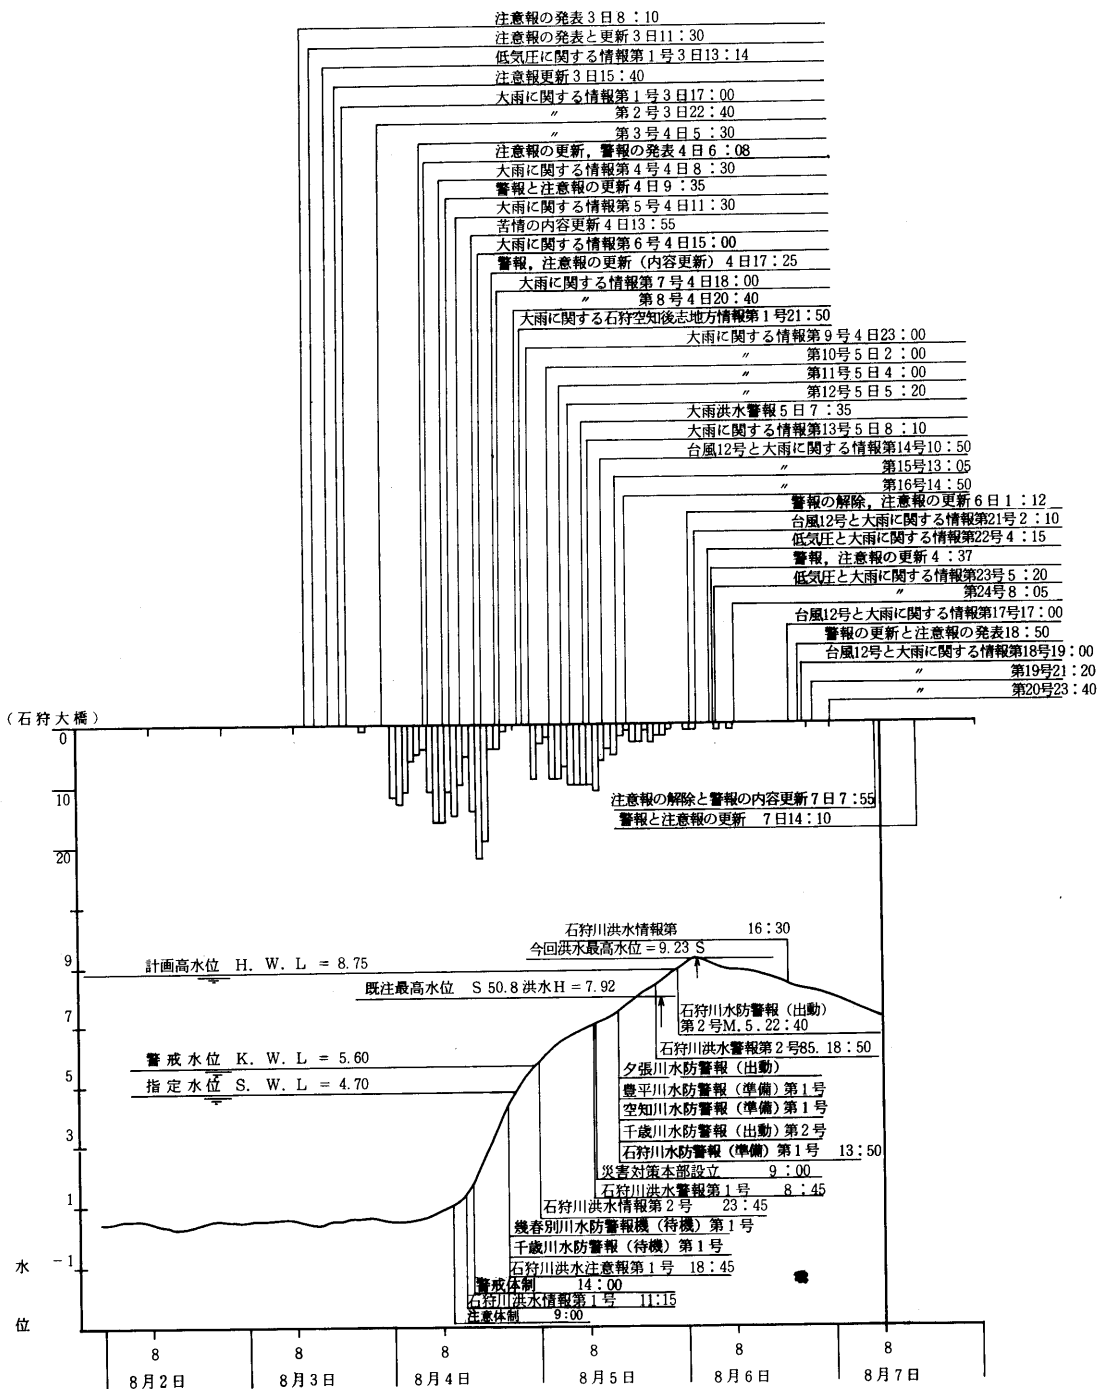 注意報の発表3日8：10
注意報の発表と更新3日11：30
低気圧に関する情報第1号3日13：14
注意報更新3日15：40
大雨に関する情報第1号3日17：00
〃 第2号3日22：40
〃 第3号4日5：30
注意報の更新，警報の発表4日6：08
大雨に関する情報第4号4日8：30
警報と注意報の更新4日9：35
大雨に関する情報第5号4日11：30
苦情の内容更新4日13：55
大雨に関する情報第6号4日15：00
警報，注意報の更新（内容更新）4日17：25
大雨に関する情報第7号4日18：00
〃 第8号4日20：40
大雨に関する石狩空知後志地方情報第1号21：50
大雨に関する情報第9号4日23：00
〃 第10号5日2：00
〃 第11号5日4：00
〃 第12号5日5：20
大雨洪水警報5日7：35
大雨に関する情報第13号5日8：10
台風12号と大雨に関する情報第14号10：50
〃 第15号13：05
〃 第16号14：50
警報の解除，注意報の更新6日1：12
台風12号と大雨に関する情報第21号2：10
低気圧と大雨に関する情報第22号4：15
警報，注意報の更新4：37
低気圧と大雨に関する情報第23号5：20
〃 第24号8：05
台風12号と大雨に関する情報第17号17：00
警報の更新と注意報の発表18：50
台風12号と大雨に関する情報第18号19：00
〃 第19号21：20
〃 第20号23：40
（石狩大橋）
0
10
20
注意報の解除と警報の内容更新7日7：55
警報と注意報の更新 7日14：10
石狩川洪水情報第 16：30
今回洪水最高水位＝9.23 S
9
計画高水位 H．W．L ＝ 8.75
既注最高水位 S 50.8 洪水H＝7.92
石狩川水防警報（出動）
第2号M．5．22：40
7
石狩川洪水警報第2号85．18：50
警戒水位 K．W．L ＝ 5.60
夕張川水防警報（出動）
指定水位 S．W．L ＝ 4.70
5
豊平川水防警報（準備）第1号
空知川水防警報（準備）第1号
千歳川水防警報（出動）第2号
3
石狩川水防警報（準備）第1号 13：50
災害対策本部設立 9：00
石狩川洪水警報第1号 8：45
1
石狩川洪水情報第2号 23：45
幾春別川水防警報機（待機）第1号
千歳川水防警報（待機）第1号
－1
石狩川洪水注意報第1号 18：45
警戒体制 14：00
石狩川洪水情報第1号 11：15
注意体制 9：00
水位
8 8 8 8 8 8
8月2日 8月3日 8月4日 8月5日 8月6日 8月7日